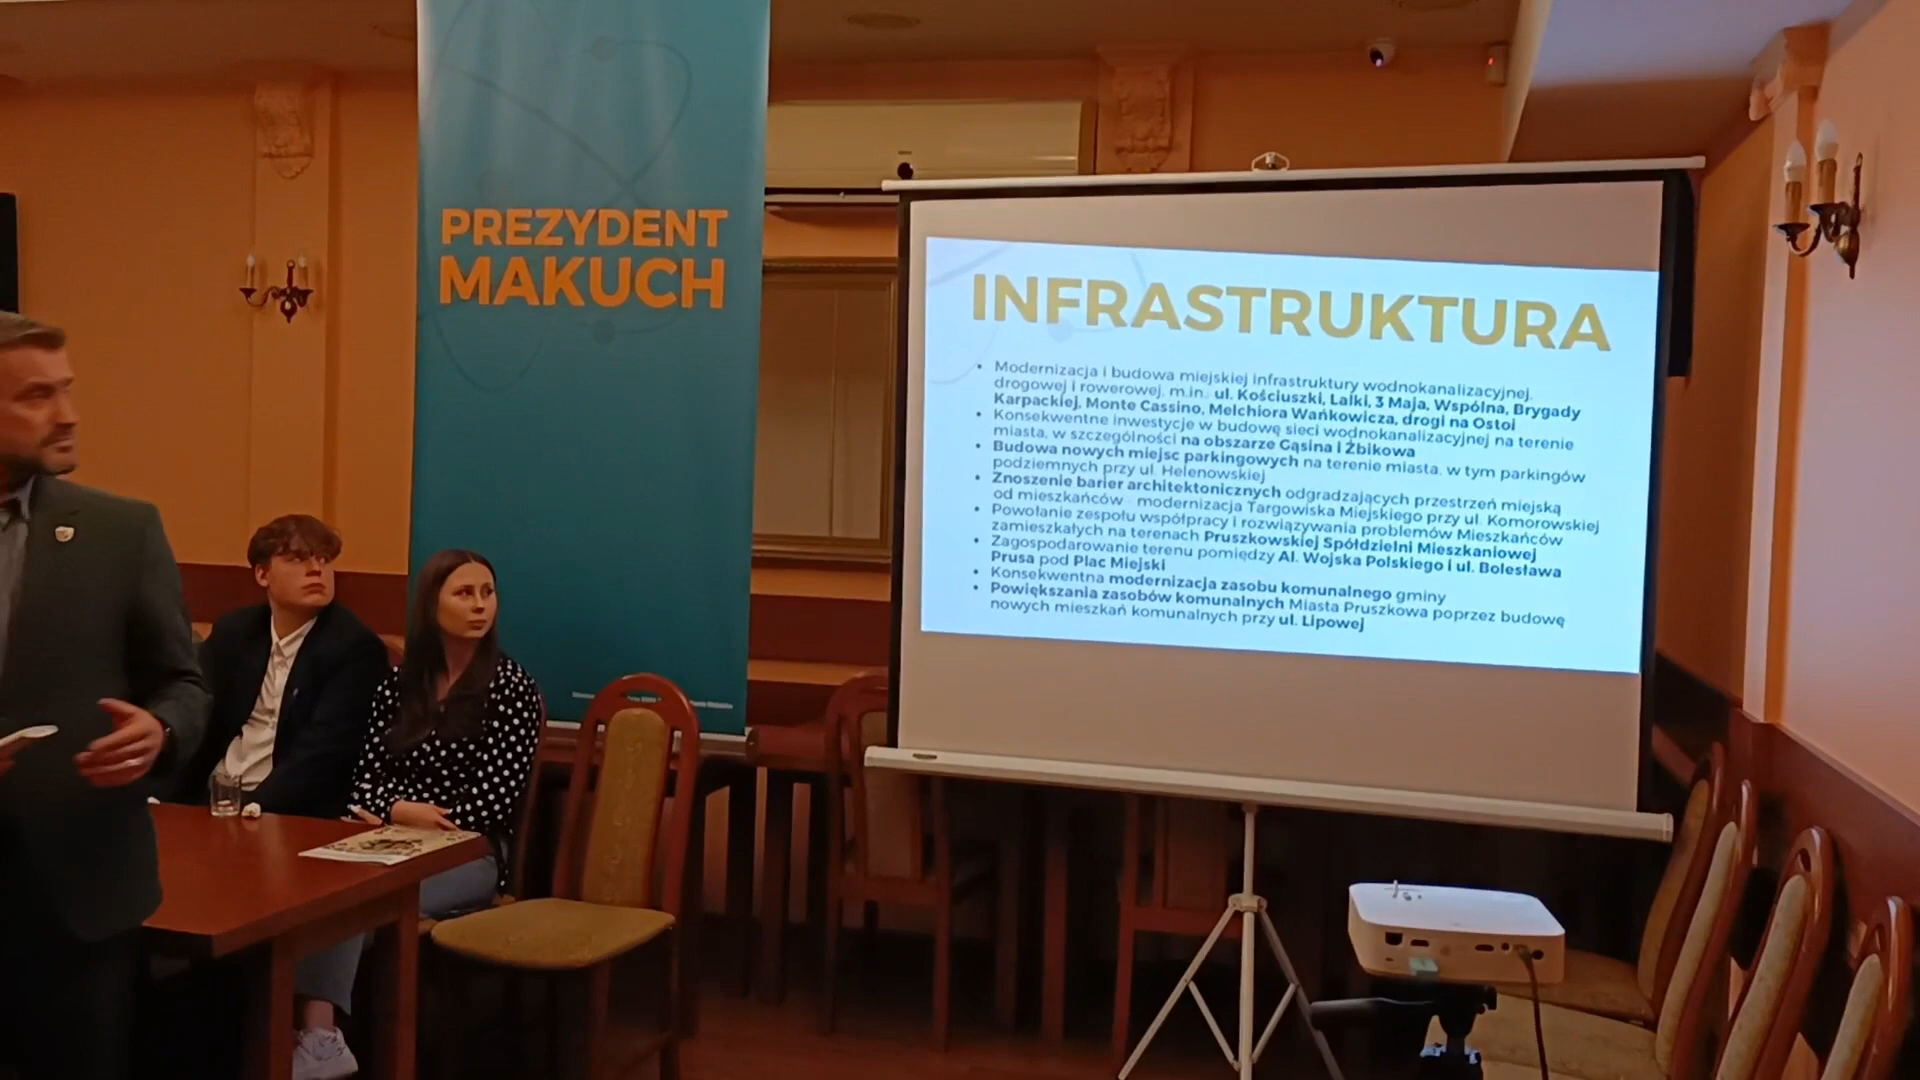 PREZYDENT
MAKUCH
INFRASTRUKTURA
• Modernizacja i budowa miejskiej infrastruktury wodnokanalizacyjnej,
drogowej i rowerowej, m.in. ul. Kościuszki, Lalki, 3 Maja, Wspólna, Brygady
Karpackiej, Monte Cassino, Melchiora Wańkowicza, drogi na Ostoi
• Konsekwentne inwestycje w budowę sieci wodnokanalizacyjnej na terenie
miasta, w szczególności na obszarze Gąsina i Żbikowa
• Budowa nowych miejsc parkingowych na terenie miasta, w tym parkingów
podziemnych przy ul. Helenowskiej
• Znoszenie barier architektonicznych odgradzających przestrzeń miejską
od mieszkańców - modernizacja Targowiska Miejskiego przy ul. Komorowskiej
• Powołanie zespołu współpracy i rozwiązywania problemów Mieszkańców
zamieszkałych na terenach Pruszkowskiej Spółdzielni Mieszkaniowej
• Zagospodarowanie terenu pomiędzy Al. Wojska Polskiego i ul. Bolesława
Prusa pod Plac Miejski
• Konsekwentna modernizacja zasobu komunalnego gminy
• Powiększania zasobów komunalnych Miasta Pruszkowa poprzez budowę
nowych mieszkań komunalnych przy ul. Lipowej